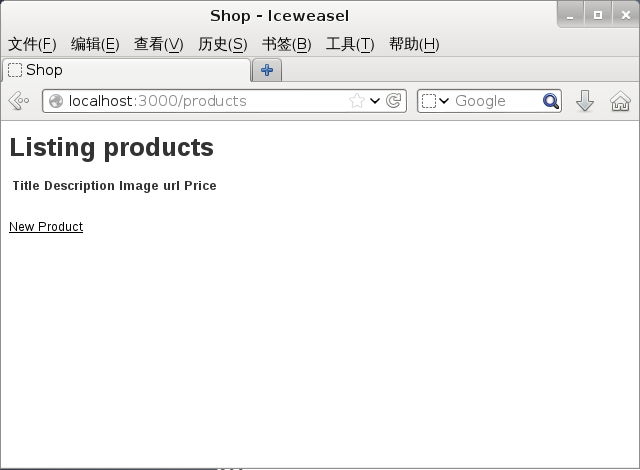 Shop - Iceweasel
文件(F) 编辑(E) 查看(V) 历史(S) 书签(B) 工具(T) 帮助(H)
Shop
localhost:3000/products Google
Listing products
Title Description Image url Price
New Product